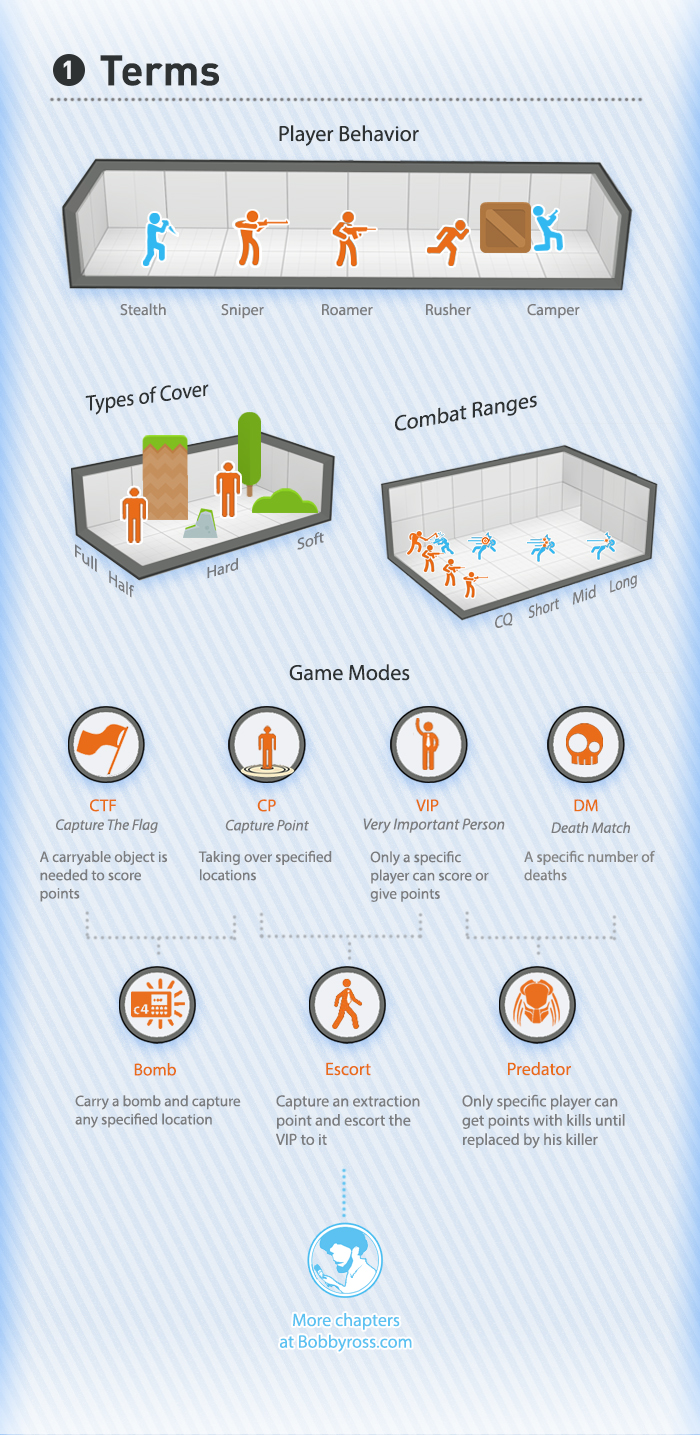 1 Terms
Player Behavior
Stealth Sniper Roamer Rusher Camper
Types of Cover
Full Half Hard Soft
Combat Ranges
CQ Short Mid Long
Game Modes
CTF
Capture The Flag
A carryable object is
needed to score
points
CP
Capture Point
Taking over specified
locations
VIP
Very Important Person
Only a specific
player can score or
give points
DM
Death Match
A specific number of
deaths
c4
Bomb
Carry a bomb and capture
any specified location
Escort
Capture an extraction
point and escort the
VIP to it
Predator
Only specific player can
get points with kills until
replaced by his killer
More chapters
at Bobbyross.com